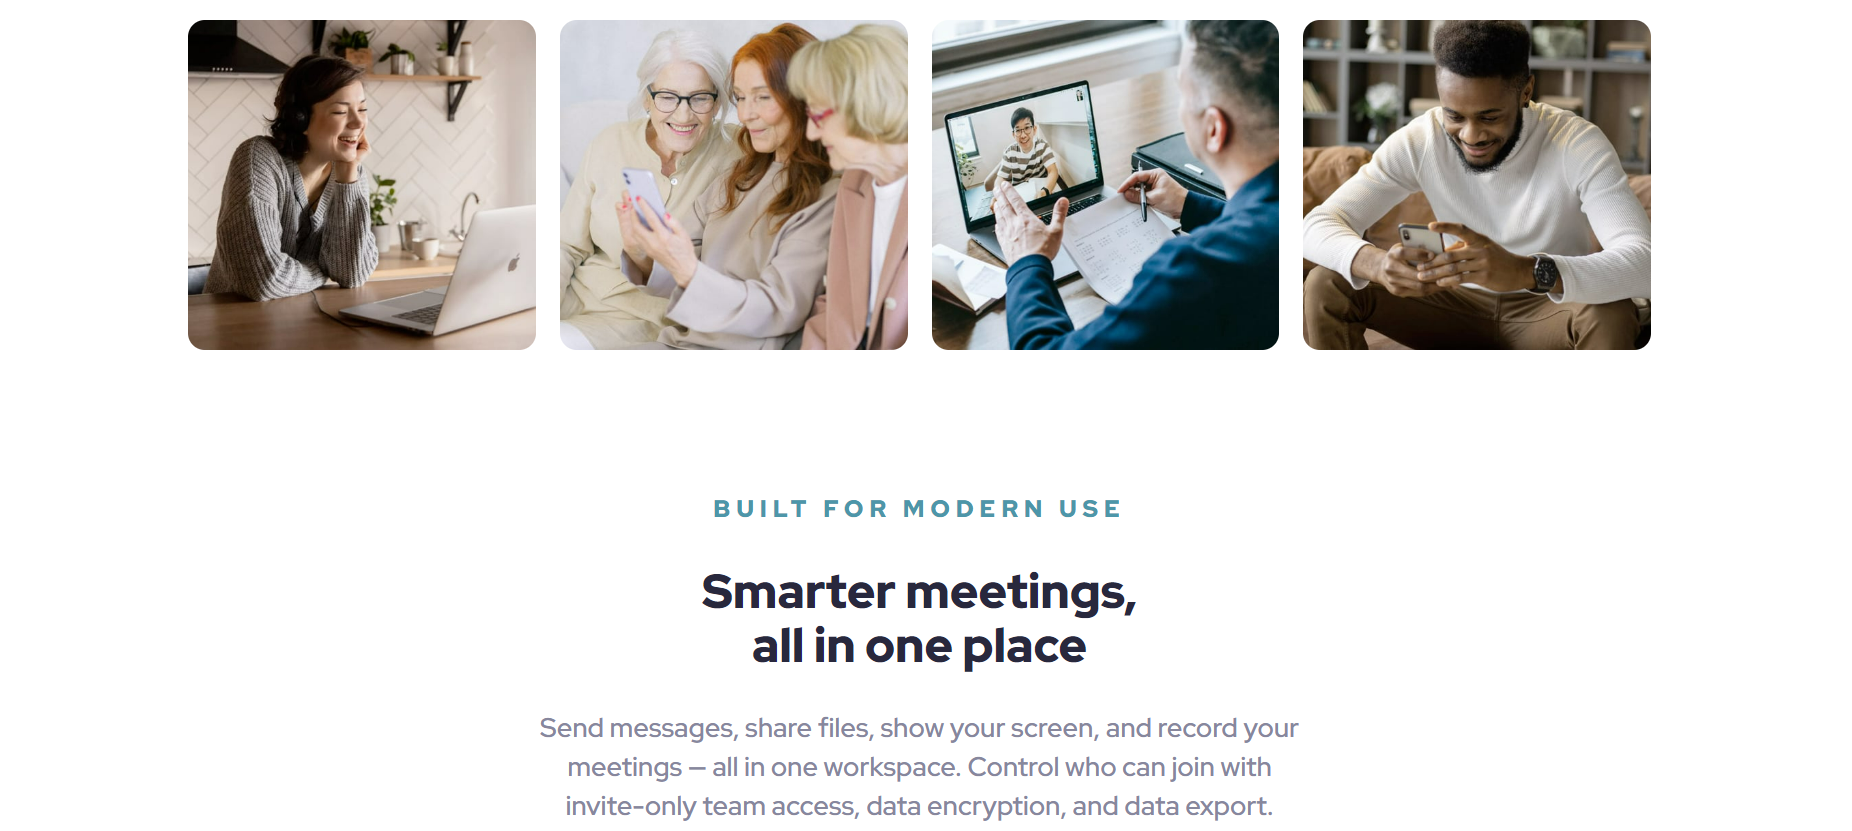 BUILT FOR MODERN USE
Smarter meetings,
all in one place
Send messages, share files, show your screen, and record your
meetings — all in one workspace. Control who can join with
invite-only team access, data encryption, and data export.